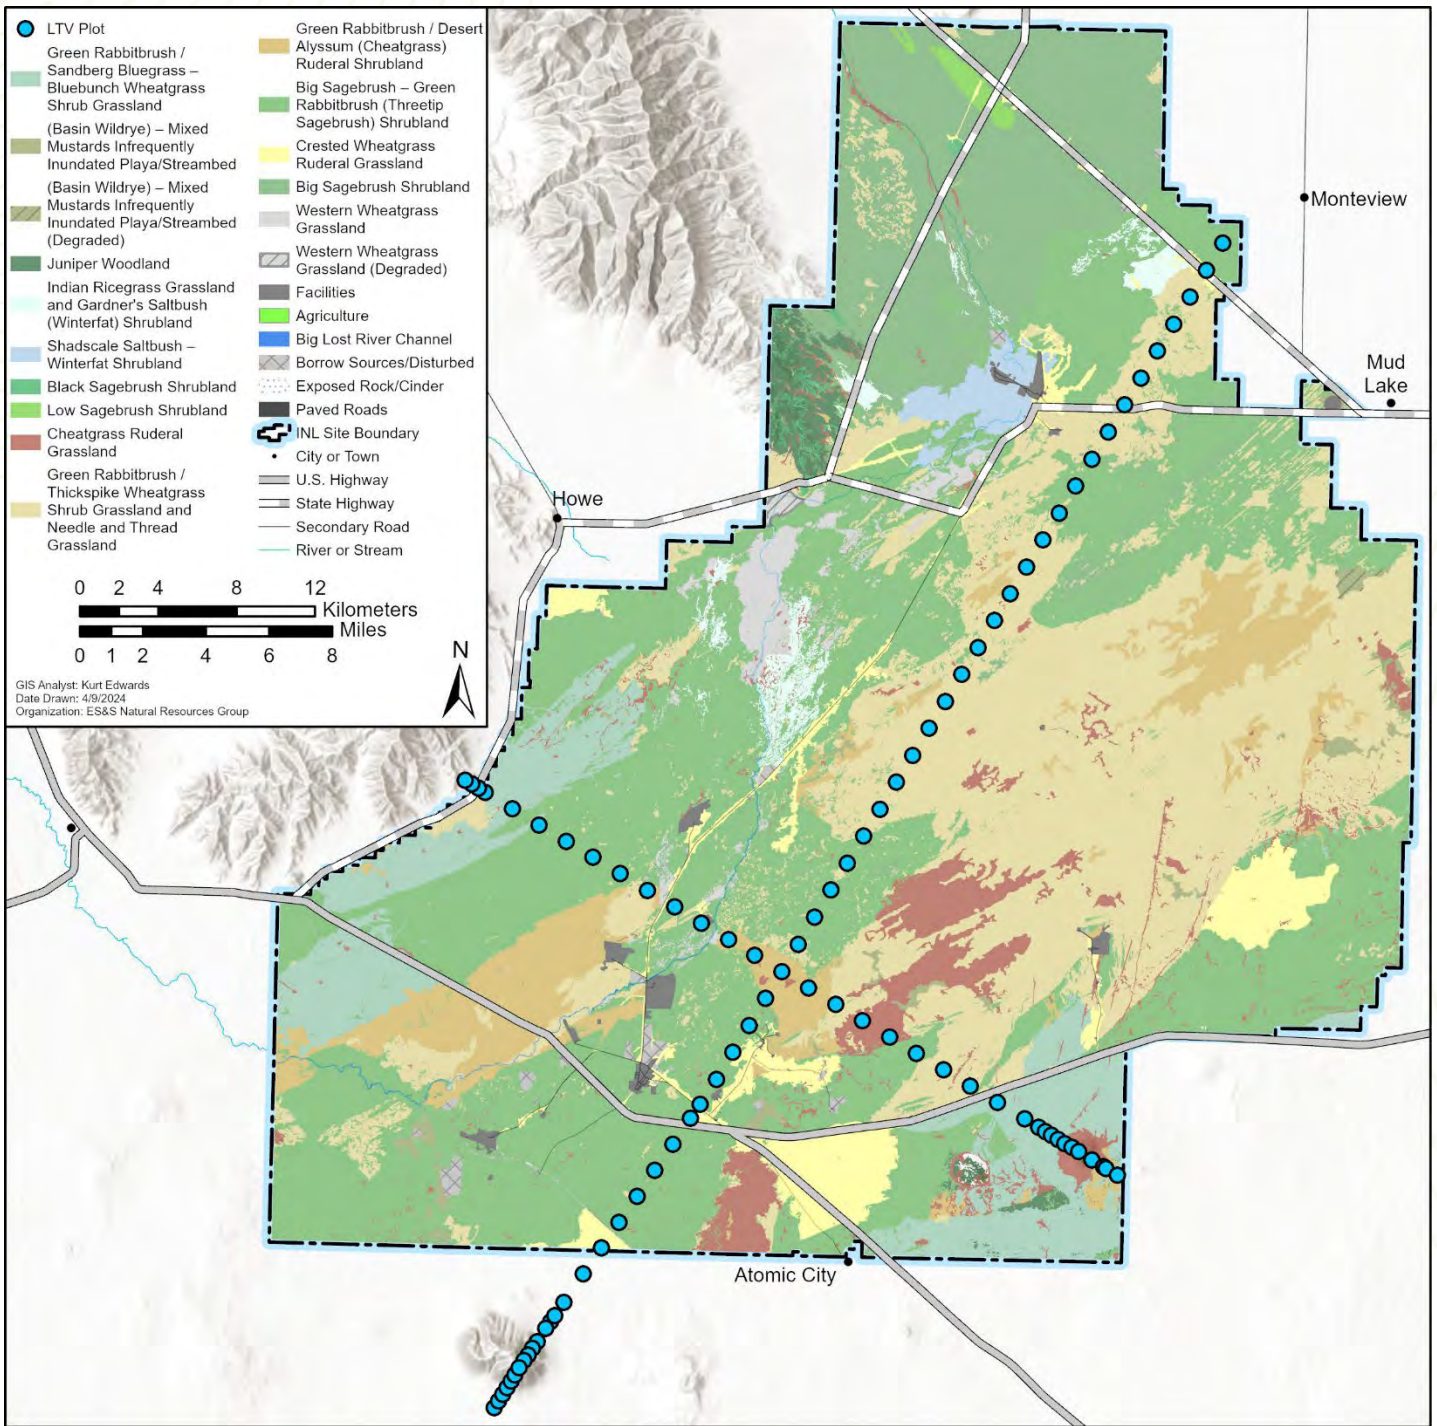 LTV Plot
Green Rabbitbrush /
Sandberg Bluegrass –
Bluebunch Wheatgrass
Shrub Grassland
(Basin Wildrye) – Mixed
Mustards Infrequently
Inundated Playa/Streambed
(Basin Wildrye) – Mixed
Mustards Infrequently
Inundated Playa/Streambed
(Degraded)
Juniper Woodland
Indian Ricegrass Grassland
and Gardner's Saltbush
(Winterfat) Shrubland
Shadscale Saltbush –
Winterfat Shrubland
Black Sagebrush Shrubland
Low Sagebrush Shrubland
Cheatgrass Ruderal
Grassland
Green Rabbitbrush /
Thickspike Wheatgrass
Shrub Grassland and
Needle and Thread
Grassland
Green Rabbitbrush / Desert
Alyssum (Cheatgrass)
Ruderal Shrubland
Big Sagebrush – Green
Rabbitbrush (Threetip
Sagebrush) Shrubland
Crested Wheatgrass
Ruderal Grassland
Big Sagebrush Shrubland
Western Wheatgrass
Grassland
Western Wheatgrass
Grassland (Degraded)
Facilities
Agriculture
Big Lost River Channel
Borrow Sources/Disturbed
Exposed Rock/Cinder
Paved Roads
INL Site Boundary
City or Town
U.S. Highway
State Highway
Secondary Road
River or Stream
0 2 4 8 12
Kilometers
Miles
0 1 2 4 6 8
N
GIS Analyst: Kurt Edwards
Date Drawn: 4/9/2024
Organization: ES&S Natural Resources Group
Monteview
Mud
Lake
Howe
Atomic City